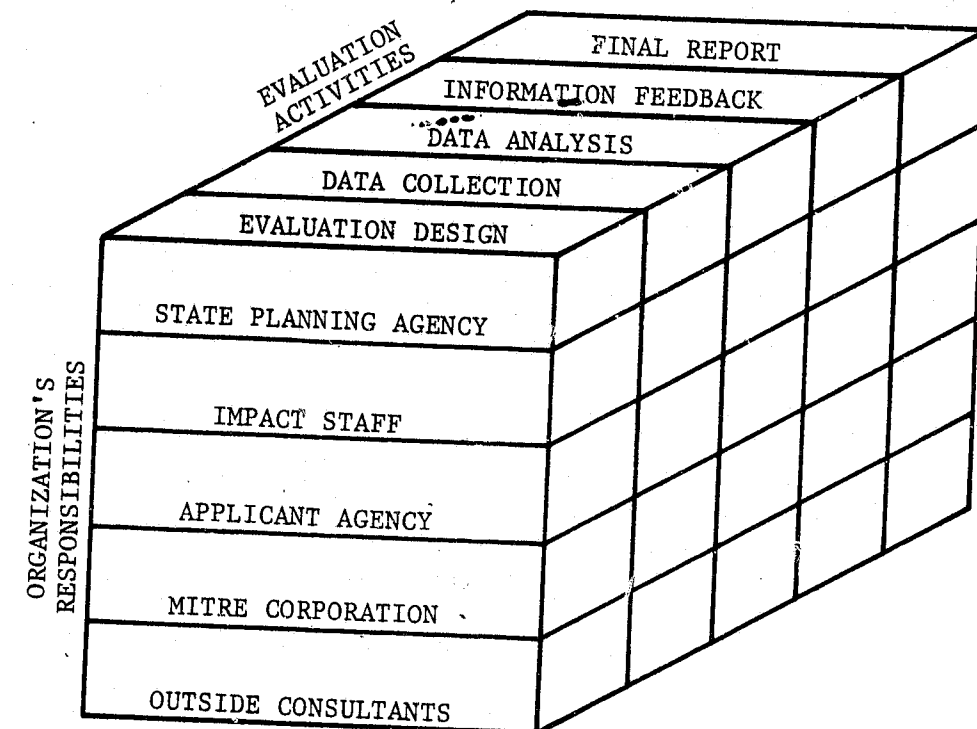 EVALUATION
ACTIVITIES
FINAL REPORT
INFORMATION FEEDBACK
DATA ANALYSIS
DATA COLLECTION
EVALUATION DESIGN
ORGANIZATION'S
RESPONSIBILITIES
STATE PLANNING AGENCY
IMPACT STAFF
APPLICANT AGENCY
MITRE CORPORATION
OUTSIDE CONSULTANTS